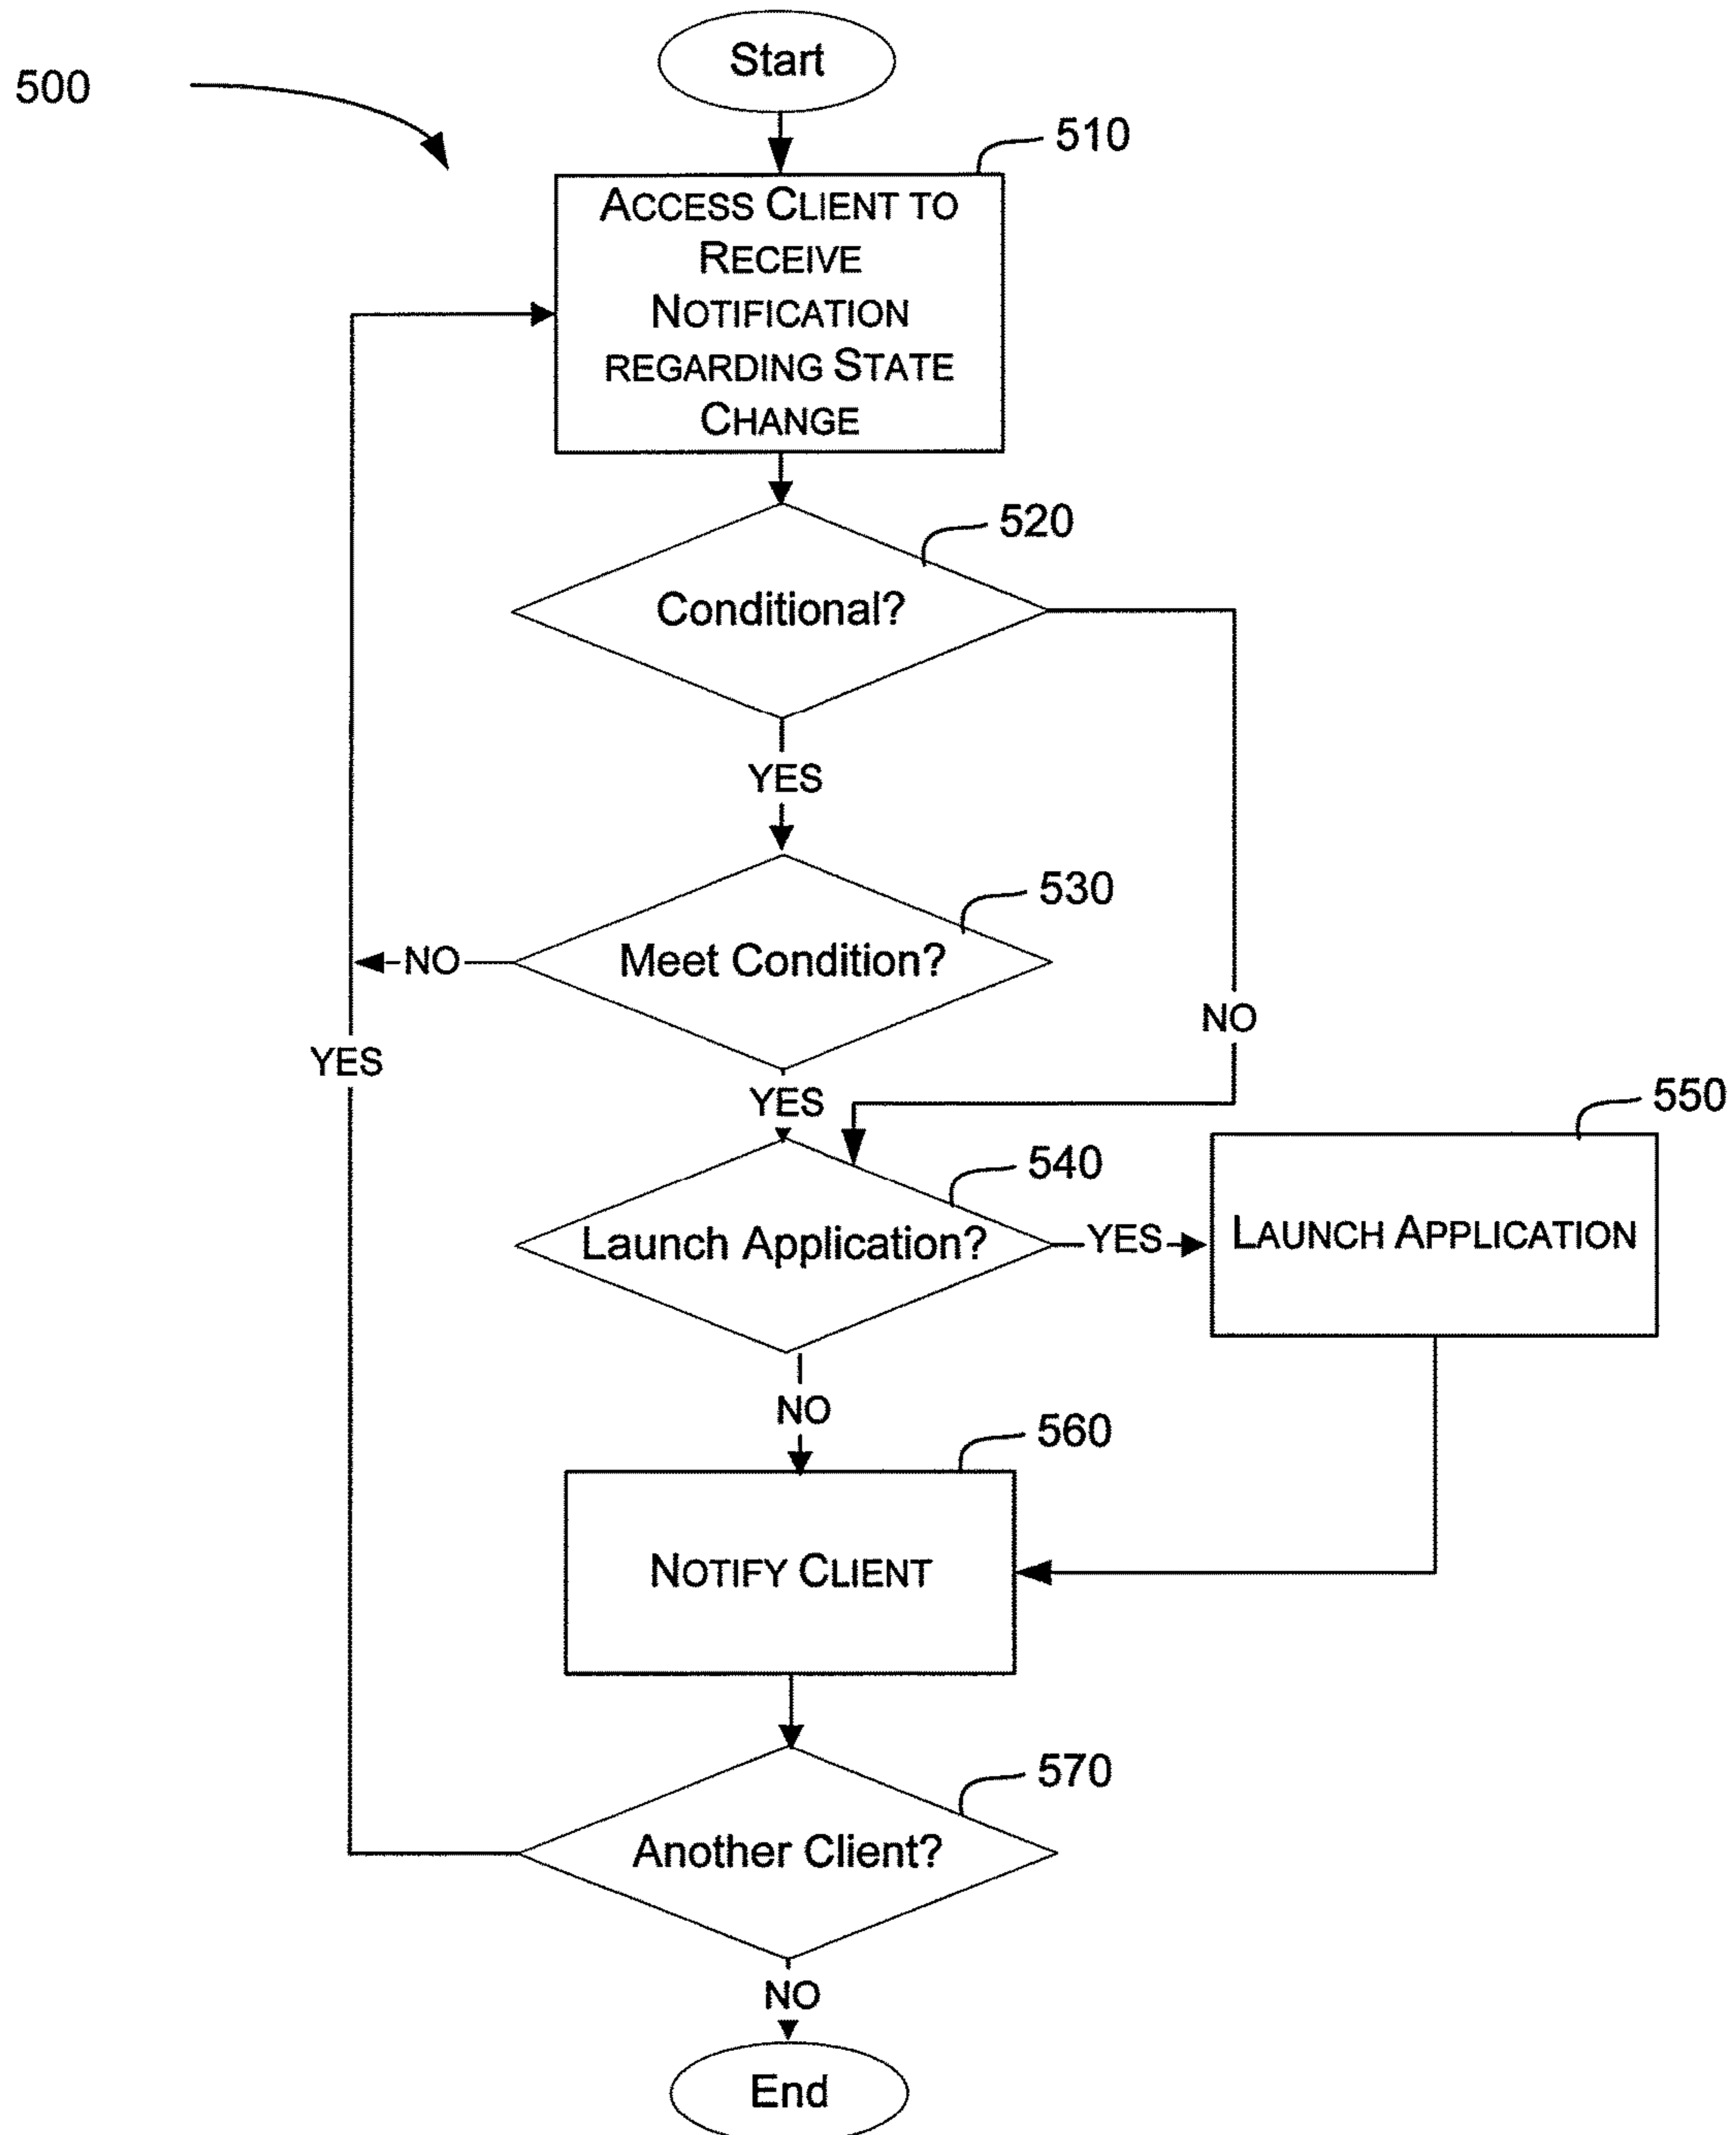 Start
500
510
ACCESS CLIENT TO
RECEIVE
NOTIFICATION
REGARDING STATE
CHANGE
520
Conditional?
YES
530
Meet Condition?
NO
NO
YES
YES
550
540
Launch Application?
YES
LAUNCH APPLICATION
NO
560
NOTIFY CLIENT
570
Another Client?
NO
End